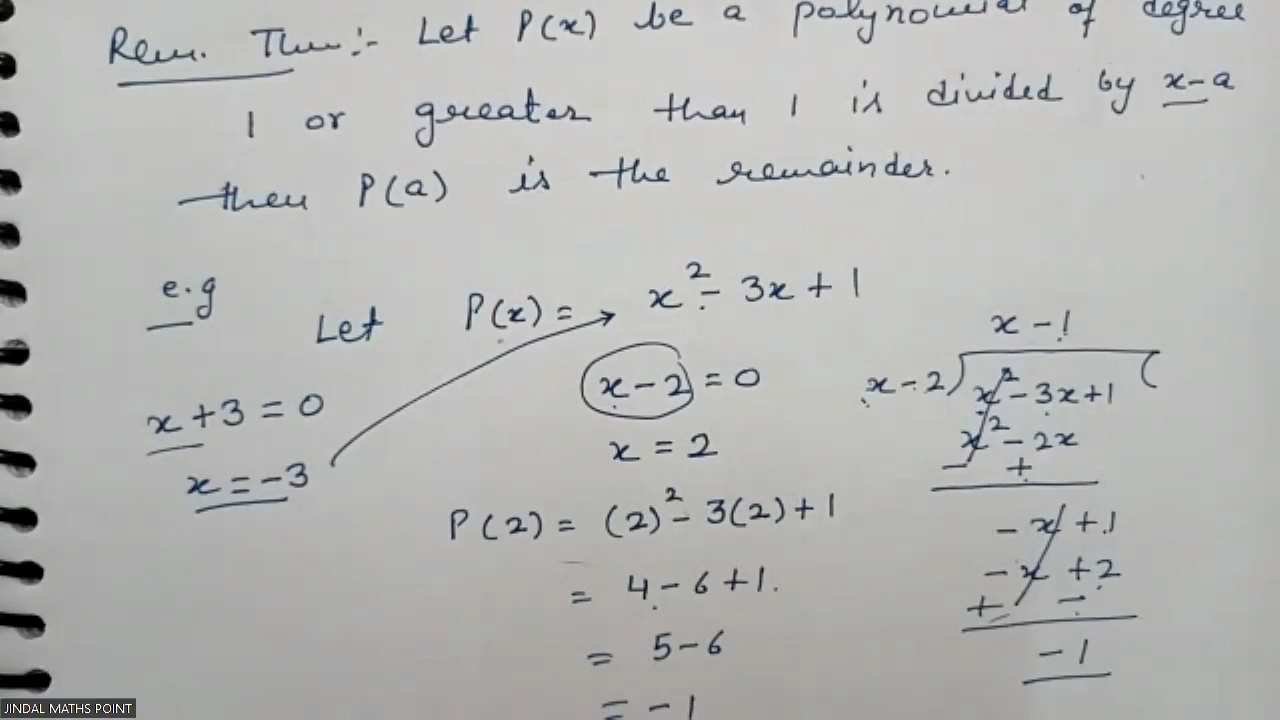 Rem. Thm:- Let P(x) be a polynomial of degree
1 or greater than 1 is divided by x-a
then P(a) is the remainder.
e.g Let P(x) = x² - 3x + 1
x + 3 = 0
x = -3
x - 2 = 0
x = 2
P(2) = (2)² - 3(2) + 1
= 4 - 6 + 1
= 5 - 6
= -1
x - 1
x - 2) x² - 3x + 1
x² - 2x
- +
- x + 1
- x + 2
+ -
- 1
JINDAL MATHS POINT